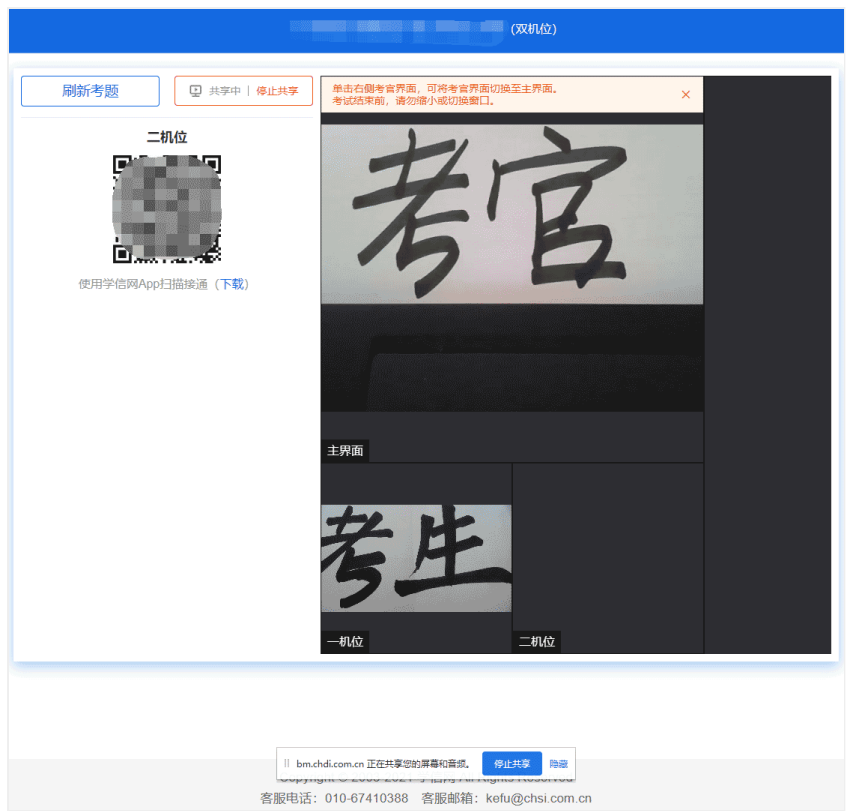 (双机位)
刷新考题
共享中 | 停止共享
二机位
使用学信网App扫描接通（下载）
单击右侧考官界面，可将考官界面切换至主界面。
考试结束前，请勿缩小或切换窗口。
考官
主界面
考生
一机位
二机位
bm.chdi.com.cn 正在共享您的屏幕和音频。
停止共享
隐藏
客服电话：010-67410388 客服邮箱：kefu@chsi.com.cn